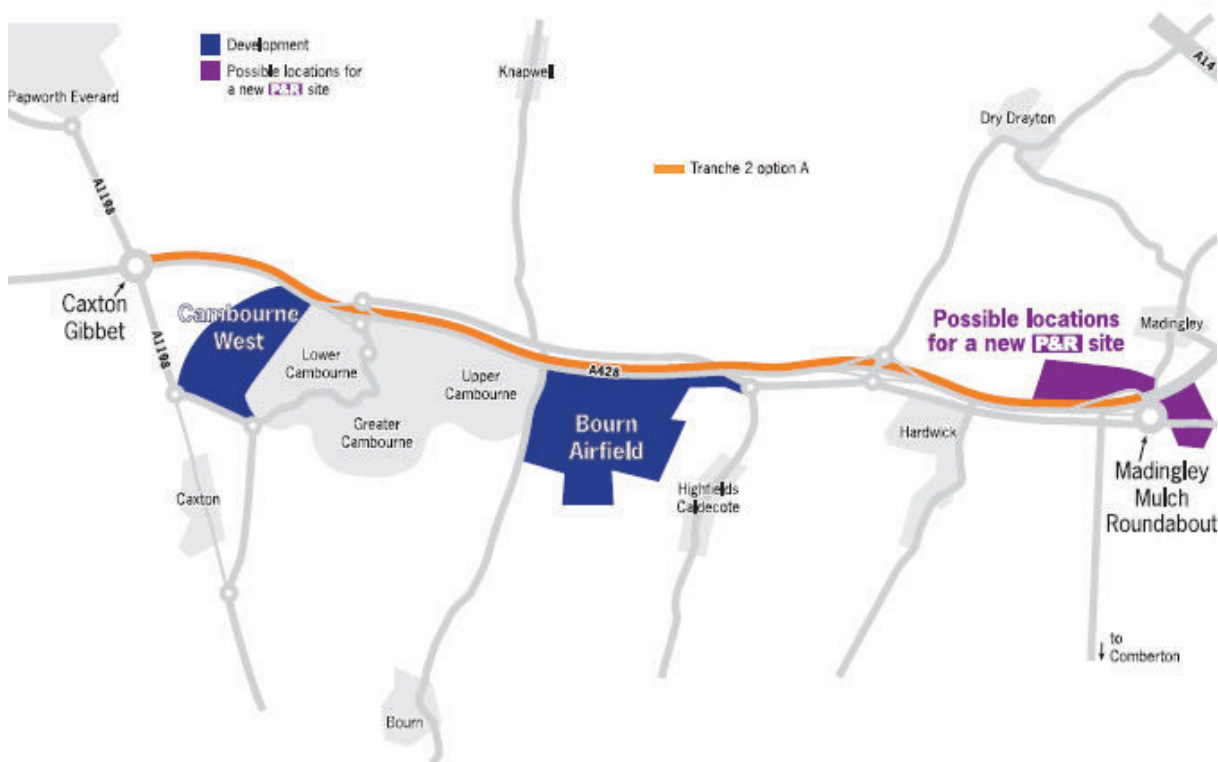 Development
Possible locations for
a new P&R site
Papworth Everard
Knapwell
A14
Dry Drayton
Tranche 2 option A
A1198
Caxton
Gibbet
Cambourne
West
A1198
Lower
Cambourne
Upper
Cambourne
Greater
Cambourne
A428
Bourn
Airfield
Possible locations
for a new P&R site
Madingley
Hardwick
Caxton
Highfields
Caldecote
Madingley
Mulch
Roundabout
to
Comberton
Bourn